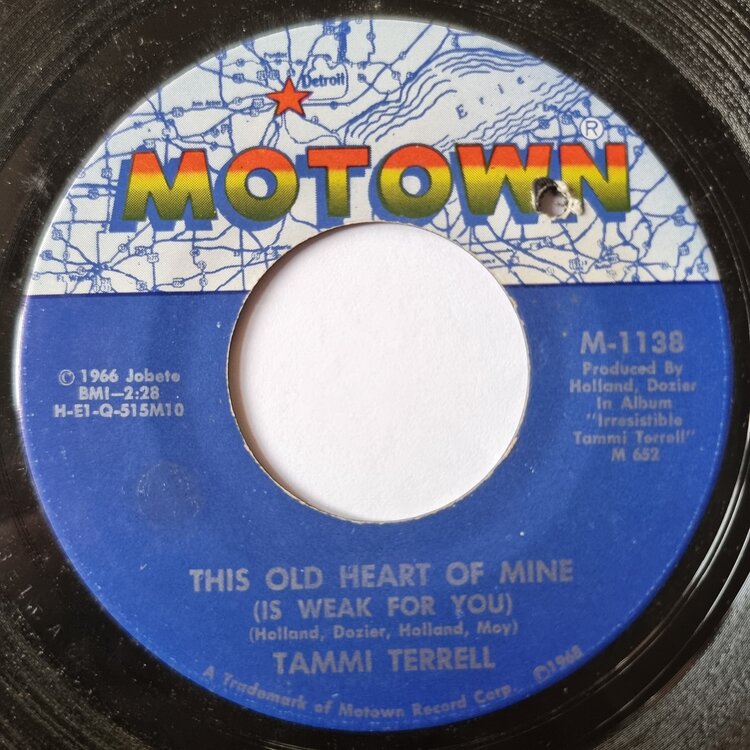 Detroit
Erie
MOTOWN®
M-1138
Produced By
Holland, Dozier
In Album
"Irresistible
Tammi Terrell"
M 652
© 1966 Jobete
BMI—2:28
H-E1-Q-515M10
THIS OLD HEART OF MINE
(IS WEAK FOR YOU)
(Holland, Dozier, Holland, Moy)
TAMMI TERRELL
A Trademark of Motown Record Corp. ℗1968